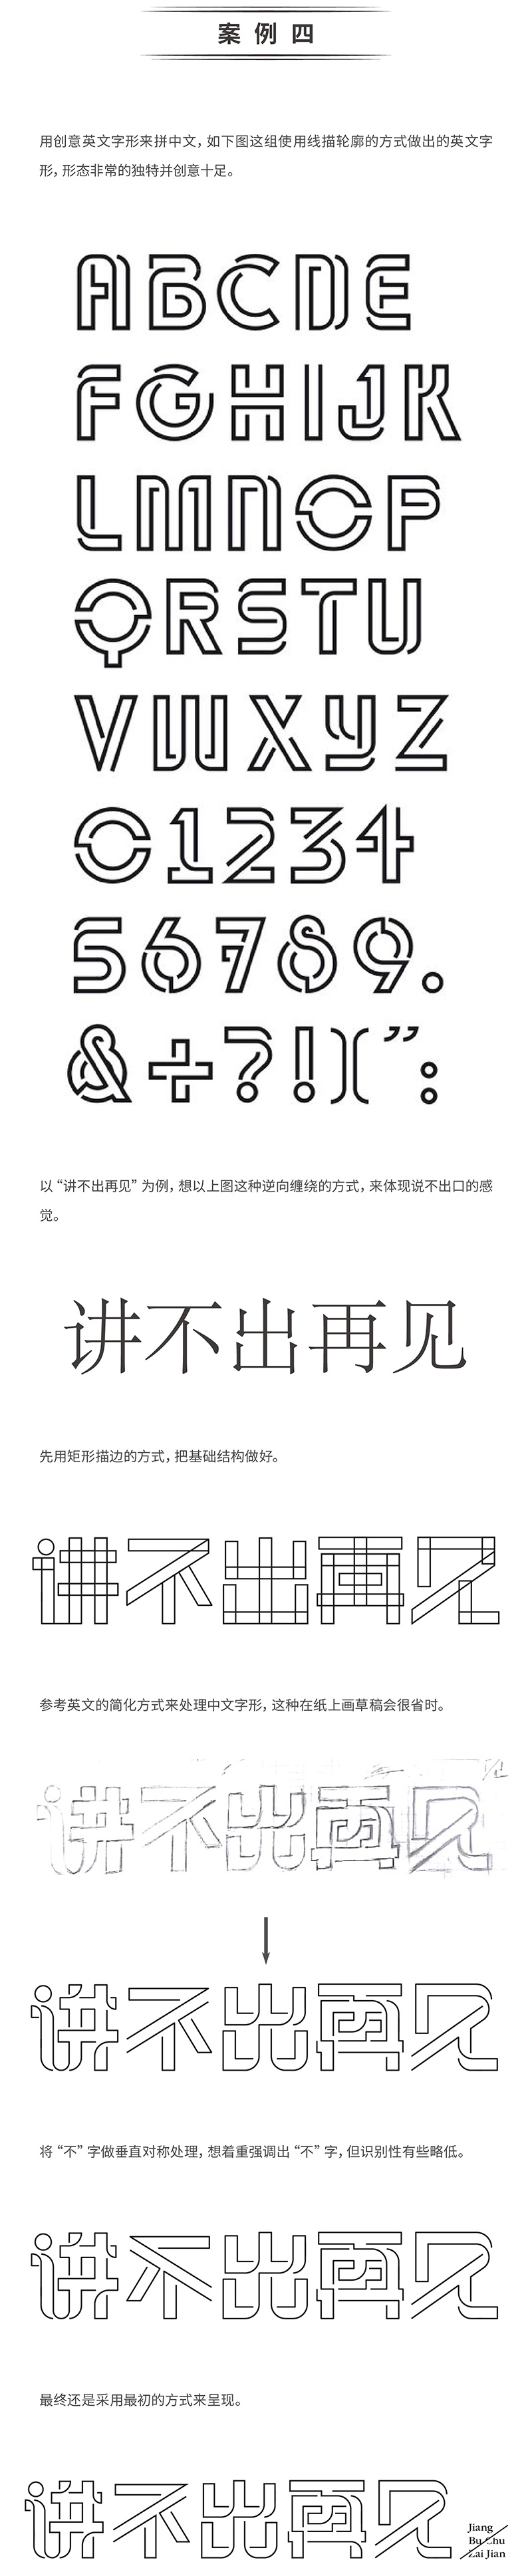 案例四
用创意英文字形来拼中文，如下图这组使用线描轮廓的方式做出的英文字
形，形态非常的独特并创意十足。
ABCDE
FGHIJK
LMNOP
QRSTU
VWXYZ
01234
56789.
&+?!)(”:
以“讲不出再见”为例，想以上图这种逆向缠绕的方式，来体现说不出口的感
觉。
讲不出再见
先用矩形描边的方式，把基础结构做好。
讲不出再见
参考英文的简化方式来处理中文字形，这种在纸上画草稿会很省时。
讲不出再见
讲不出再见
将“不”字做垂直对称处理，想着重强调出“不”字，但识别性有些略低。
讲不出再见
最终还是采用最初的方式来呈现。
讲不出再见
Jiang
Bu Chu
Zai Jian